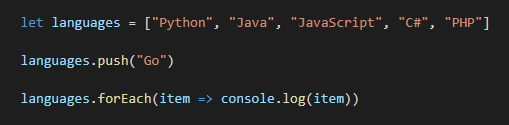 let languages = ["Python", "Java", "JavaScript", "C#", "PHP"]
languages.push("Go")
languages.forEach(item => console.log(item))